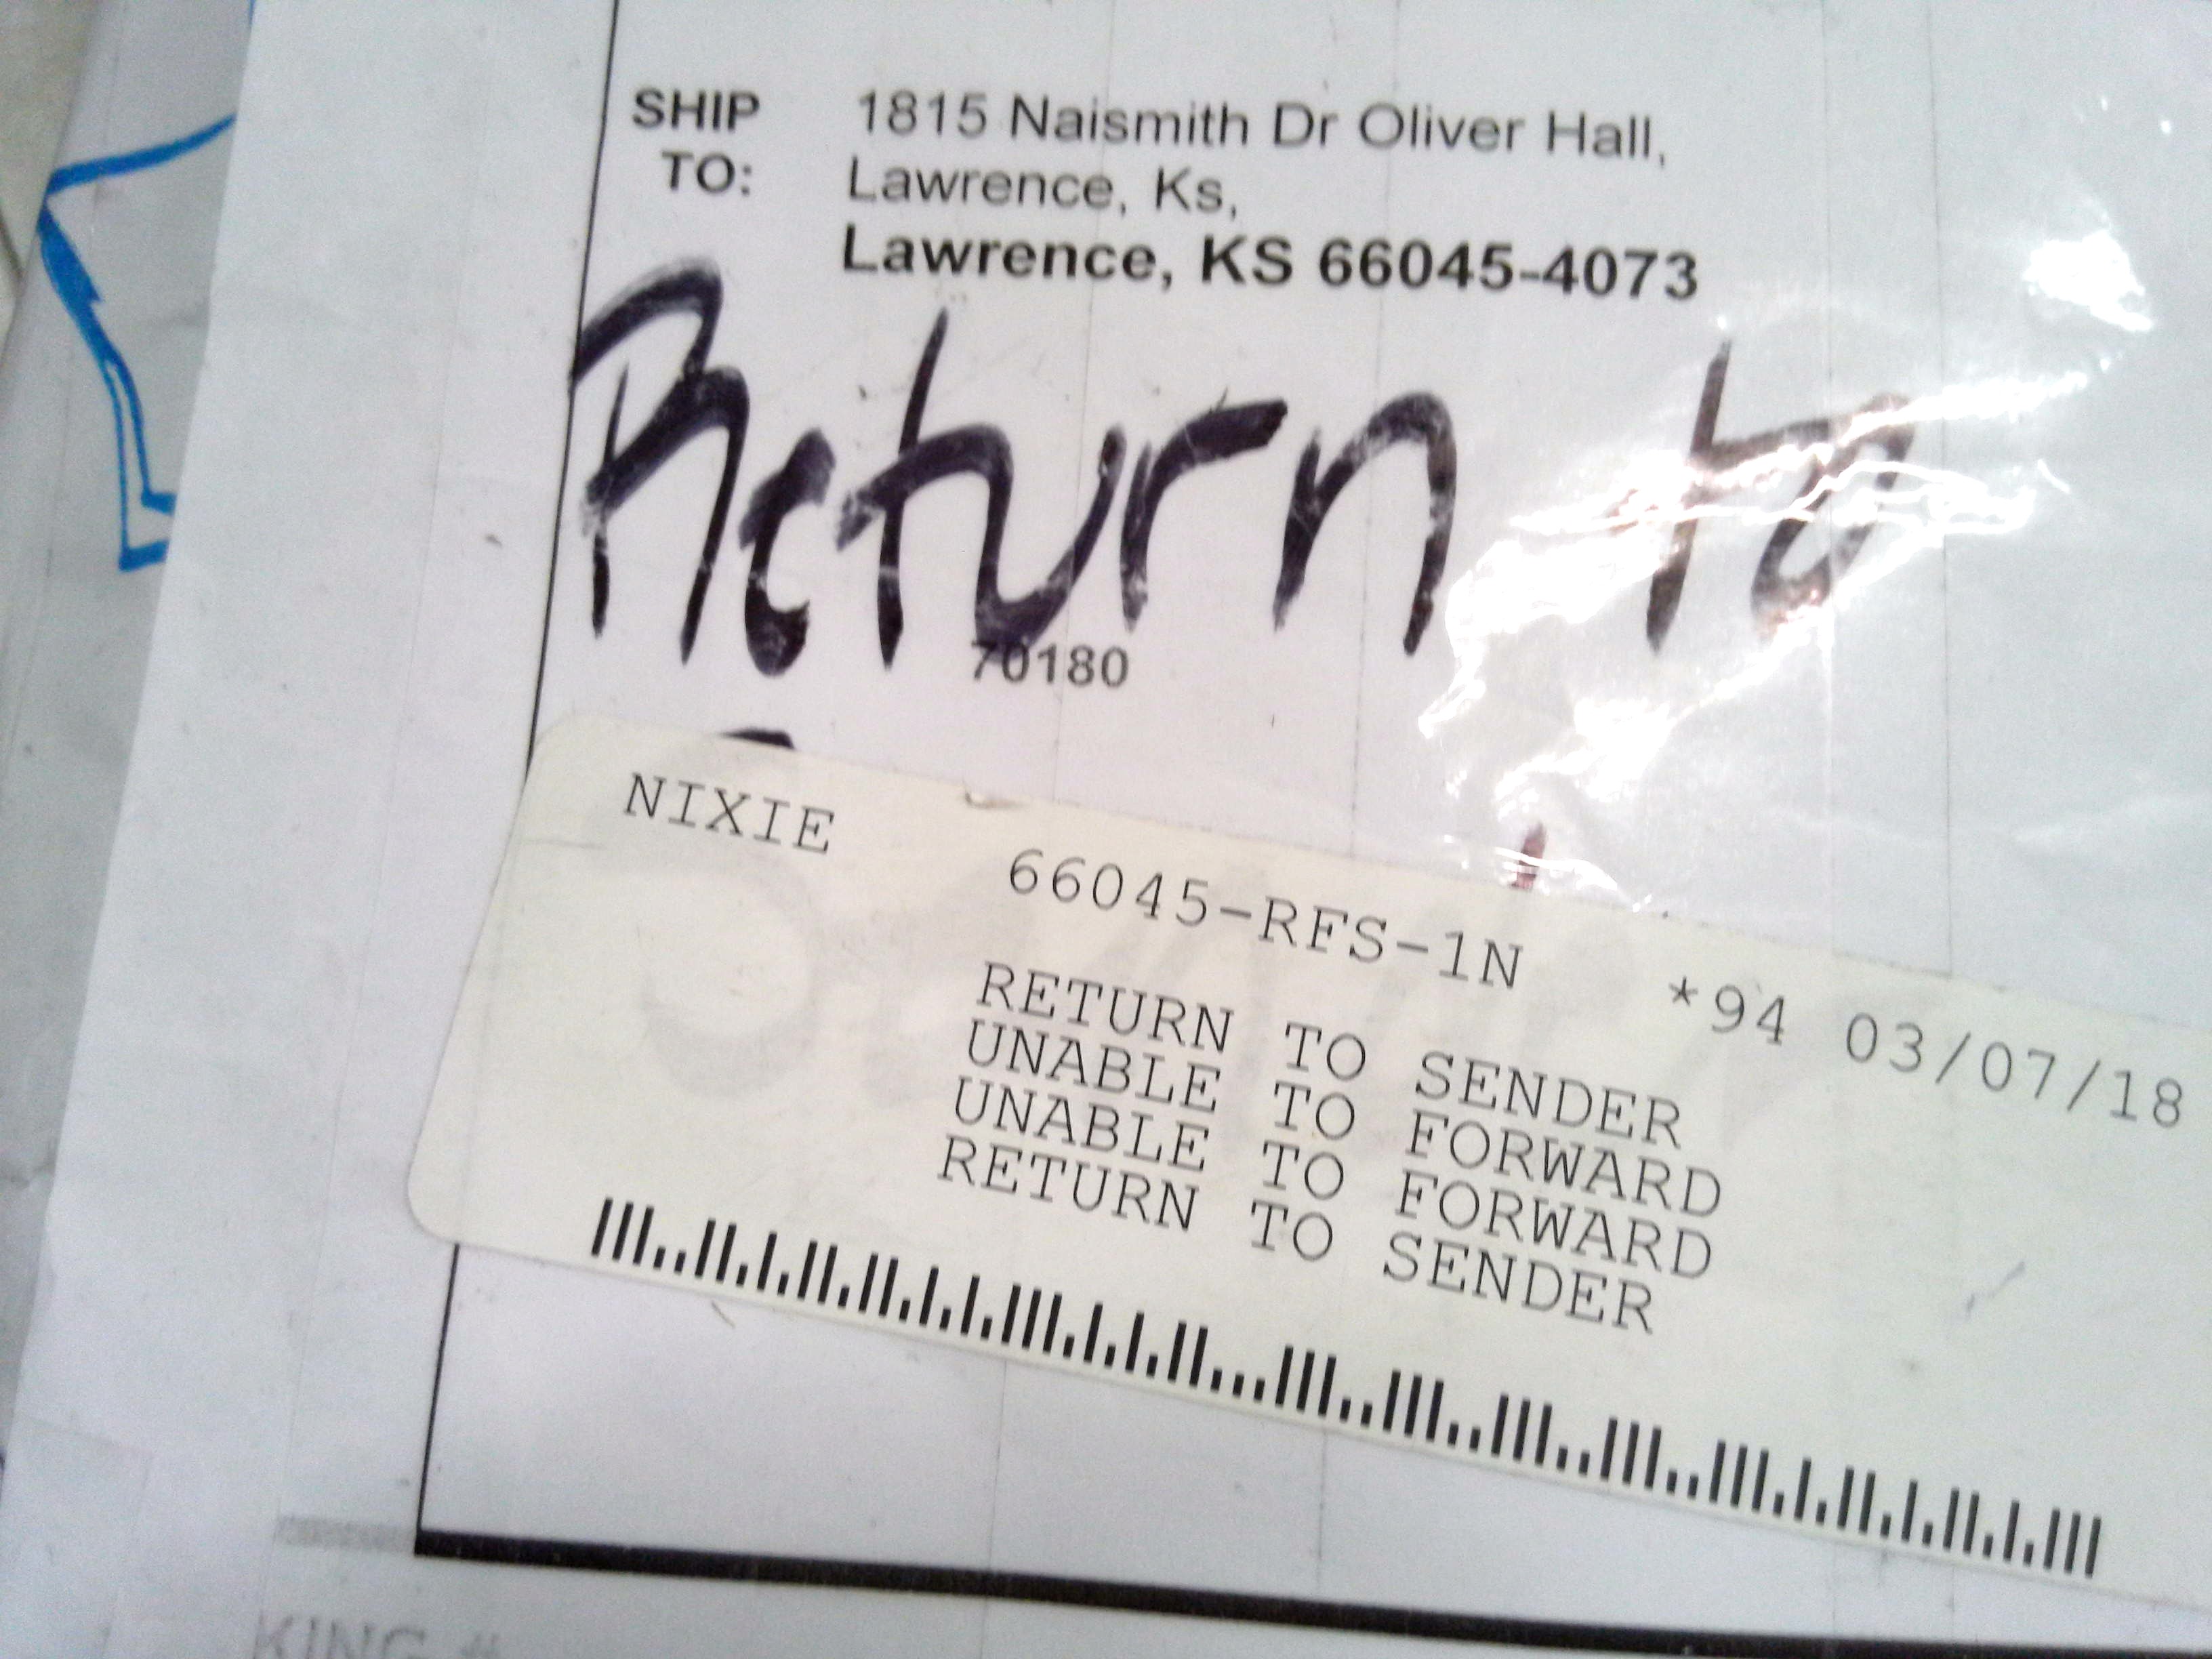 SHIP TO: 1815 Naismith Dr Oliver Hall,
Lawrence, Ks,
Lawrence, KS 66045-4073
Return to
70180
NIXIE 66045-RFS-1N *94 03/07/18
RETURN TO SENDER
UNABLE TO FORWARD
UNABLE TO FORWARD
RETURN TO SENDER
KING #